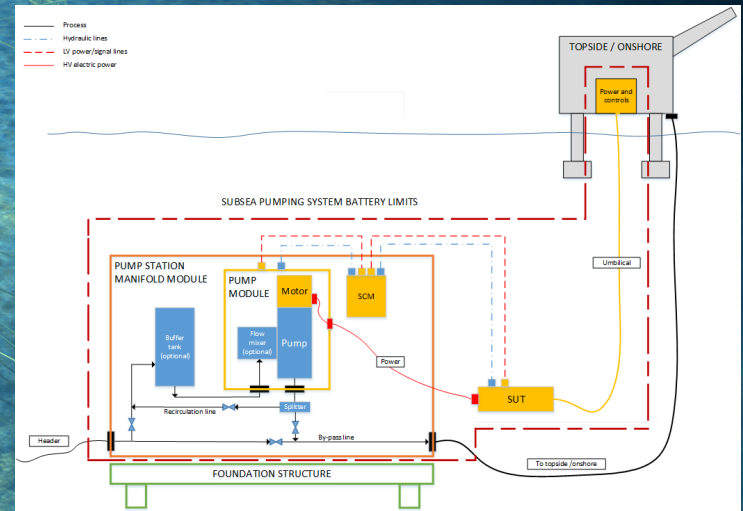 Process
Hydraulic lines
LV power/signal lines
HV electric power
TOPSIDE / ONSHORE
Power and
controls
SUBSEA PUMPING SYSTEM BATTERY LIMITS
Umbilical
PUMP STATION
MANIFOLD MODULE
PUMP
MODULE
Motor
SCM
Buffer
tank
(optional)
Flow
mixer
(optional)
Pump
Power
SUT
Splitter
Recirculation line
Header
By-pass line
To topside /onshore
FOUNDATION STRUCTURE